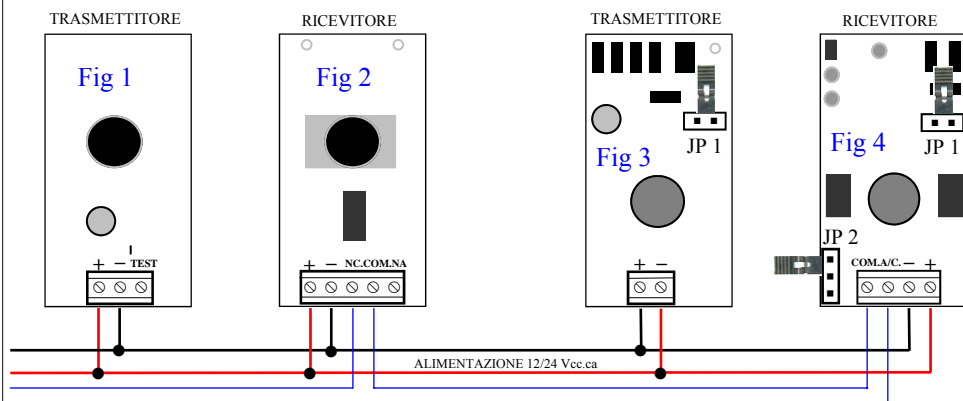 TRASMETTITORE
RICEVITORE
TRASMETTITORE
RICEVITORE
Fig 1
Fig 2
Fig 3
Fig 4
JP 1
JP 1
JP 2
+ – TEST
+ – NC.COM.NA
+ –
COM.A/C. – +
ALIMENTAZIONE 12/24 Vcc.ca